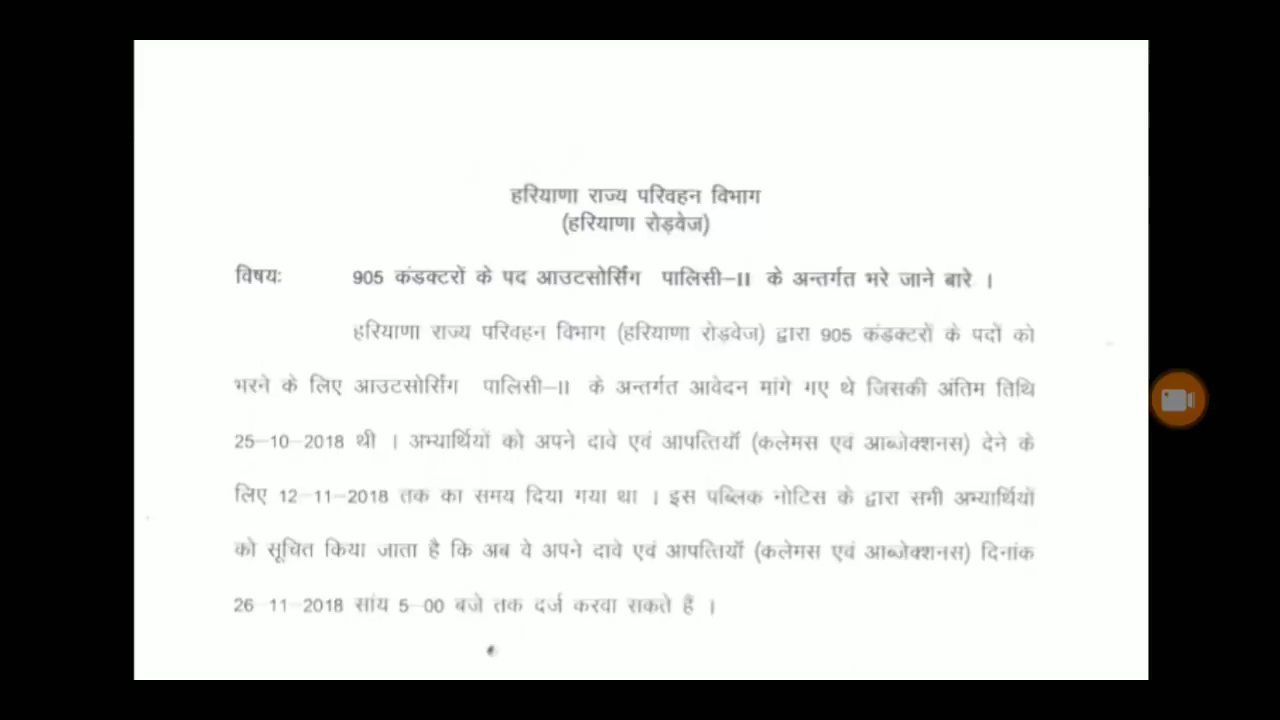 हरियाणा राज्य परिवहन विभाग
(हरियाणा रोड़वेज)
विषयः 905 कंडक्टरों के पद आउटसोर्सिंग पालिसी–II के अन्तर्गत भरे जाने बारे ।
हरियाणा राज्य परिवहन विभाग (हरियाणा रोड़वेज) द्वारा 905 कंडक्टरों के पदों को
भरने के लिए आउटसोर्सिंग पालिसी–II के अन्तर्गत आवेदन मांगे गए थे जिसकी अंतिम तिथि
25–10–2018 थी । अभ्यार्थियों को अपने दावे एवं आपत्तियॉ (कलेमस एवं आब्जेक्शनस) देने के
लिए 12–11–2018 तक का समय दिया गया था । इस पब्लिक नोटिस के द्वारा सभी अभ्यार्थियों
को सूचित किया जाता है कि अब वे अपने दावे एवं आपत्तियॉ (कलेमस एवं आब्जेक्शनस) दिनांक
26–11–2018 सांय 5–00 बजे तक दर्ज करवा सकते हैं ।